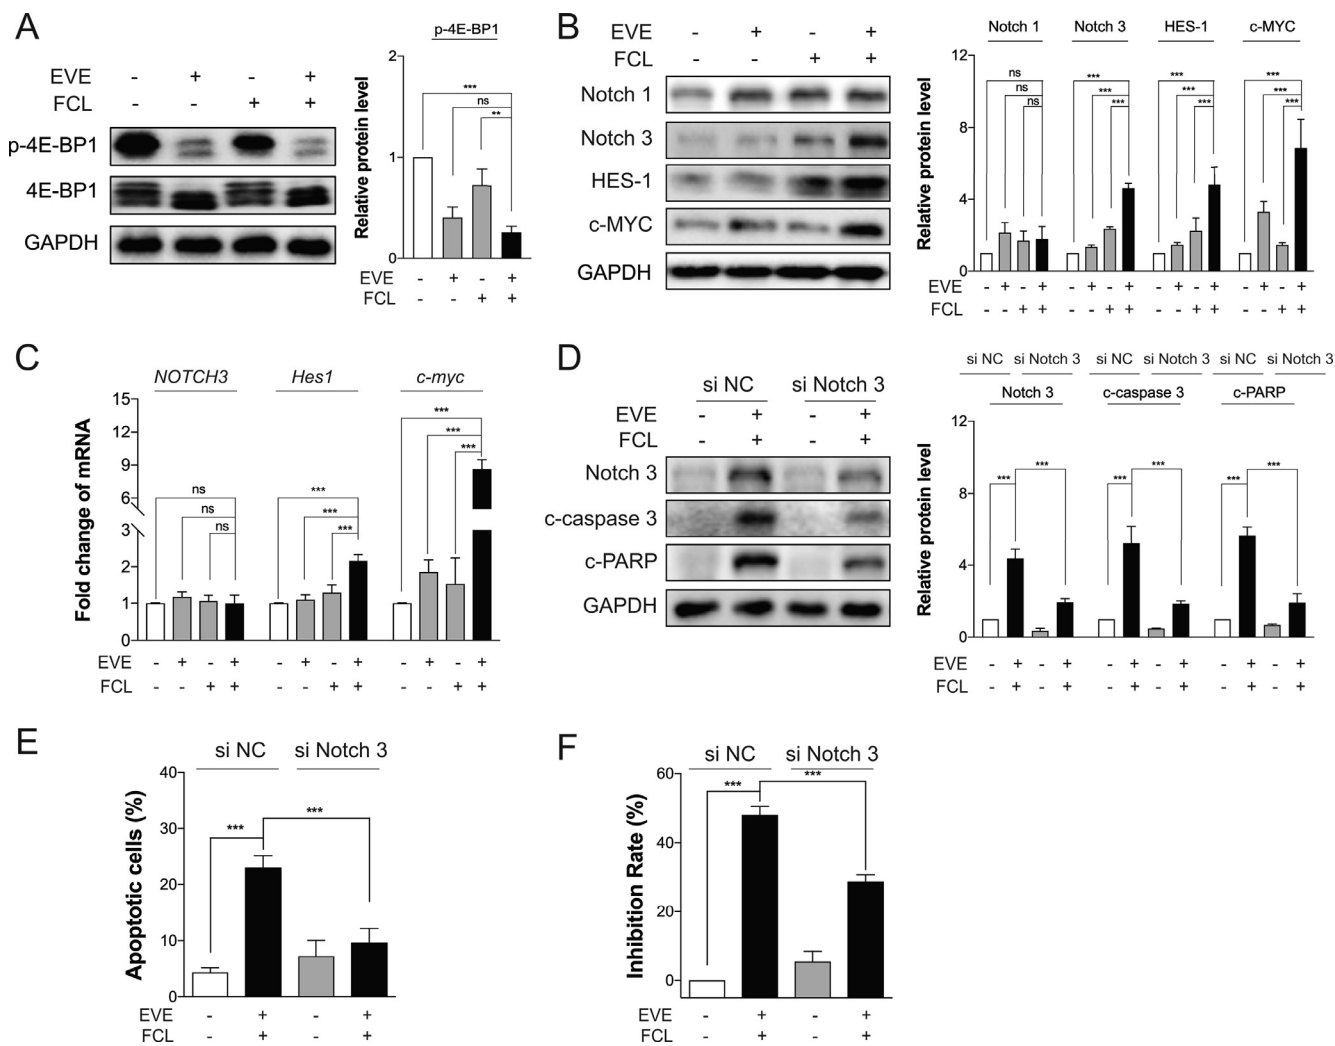 A
EVE - + - +
FCL - - + +
p-4E-BP1
4E-BP1
GAPDH
p-4E-BP1
Relative protein level
2
1
0
***
ns
**
EVE - + - +
FCL - - + +
B
EVE - + - +
FCL - - + +
Notch 1
Notch 3
HES-1
c-MYC
GAPDH
Notch 1 Notch 3 HES-1 c-MYC
Relative protein level
12
8
4
0
ns *** *** ***
ns *** *** ***
ns *** *** ***
EVE - + - + - + - + - + - + - + - +
FCL - - + + - - + + - - + + - - + +
C
NOTCH3 Hes1 c-myc
Fold change of mRNA
15
12
9
6
3
2
1
0
ns *** ***
ns *** ***
ns *** ***
EVE - + - + - + - + - + - +
FCL - - + + - - + + - - + +
D
si NC si Notch 3
EVE - + - +
FCL - + - +
Notch 3
c-caspase 3
c-PARP
GAPDH
si NC si Notch 3 si NC si Notch 3 si NC si Notch 3
Notch 3 c-caspase 3 c-PARP
Relative protein level
12
8
4
0
*** *** *** *** *** ***
EVE - + - + - + - + - + - +
FCL - + - + - + - + - + - +
E
si NC si Notch 3
Apoptotic cells (%)
40
30
20
10
0
*** ***
EVE - + - +
FCL - + - +
F
si NC si Notch 3
Inhibition Rate (%)
60
40
20
0
*** ***
EVE - + - +
FCL - + - +